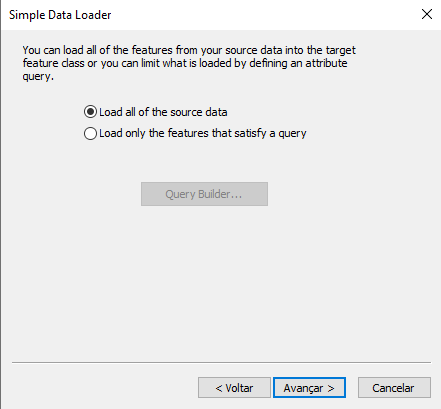 Simple Data Loader
You can load all of the features from your source data into the target
feature class or you can limit what is loaded by defining an attribute
query.
Load all of the source data
Load only the features that satisfy a query
Query Builder...
< Voltar
Avançar >
Cancelar